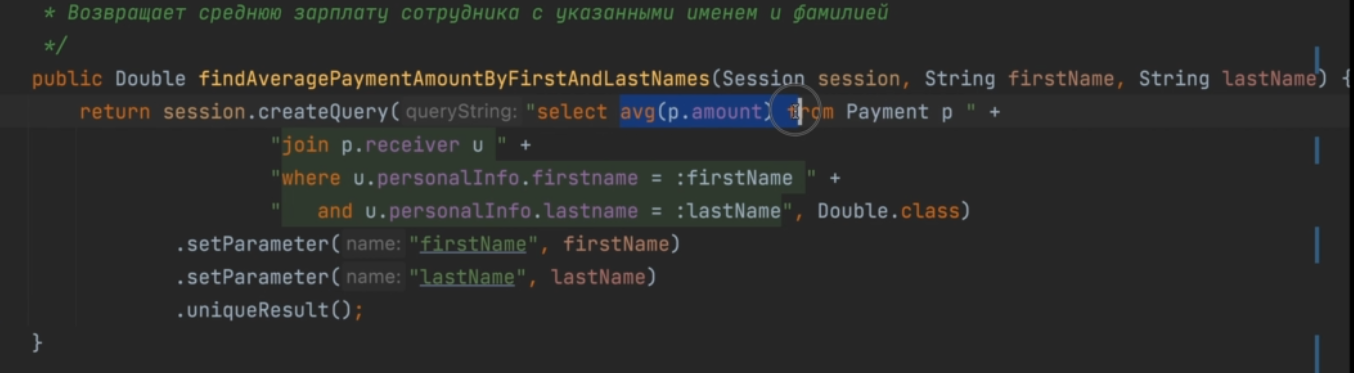 * Возвращает среднюю зарплату сотрудника с указанными именем и фамилией
*/
public Double findAveragePaymentAmountByFirstAndLastNames(Session session, String firstName, String lastName) {
return session.createQuery( queryString: "select avg(p.amount) from Payment p " +
"join p.receiver u " +
"where u.personalInfo.firstname = :firstName " +
"   and u.personalInfo.lastname = :lastName", Double.class)
.setParameter( name: "firstName", firstName)
.setParameter( name: "lastName", lastName)
.uniqueResult();
}